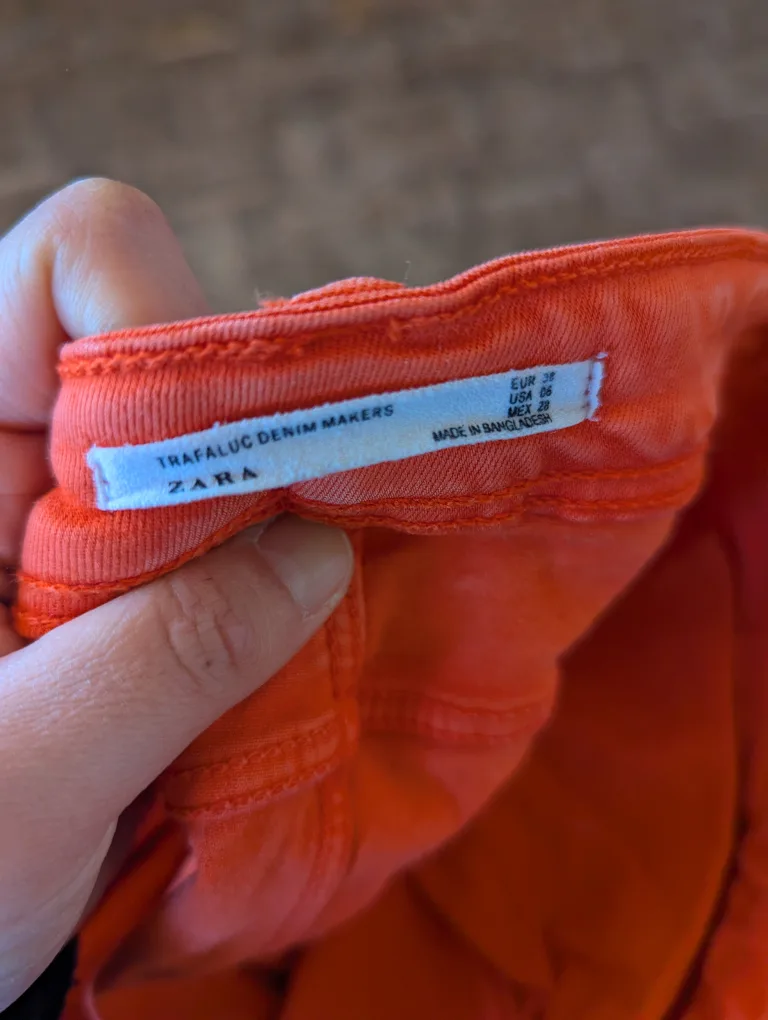 TRAFALUC DENIM MAKERS
ZARA
EUR 38
USA 06
MEX 28
MADE IN BANGLADESH